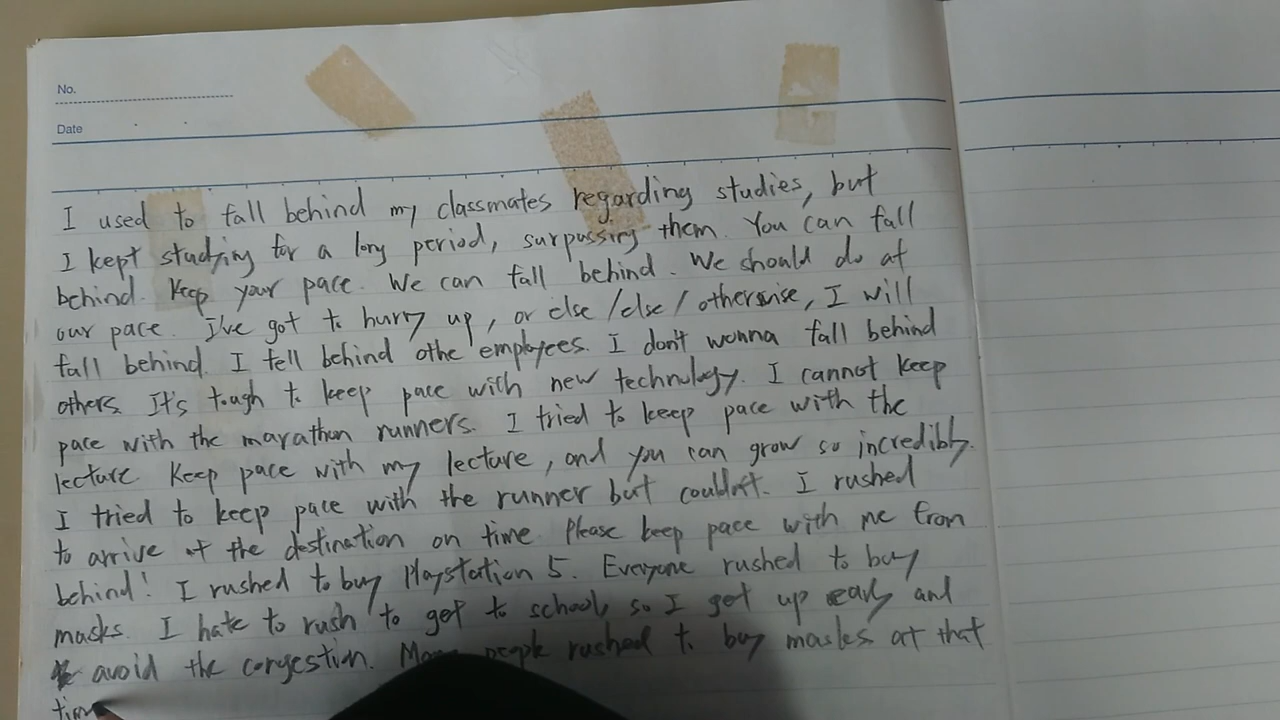 No.
Date
I used to fall behind my classmates regarding studies, but
I kept studying for a long period, surpussing them. You can fall
behind. Keep your pace. We can fall behind. We should do at
our pace. I've got to hurry up, or else /else/ otherwise, I will
fall behind. I fell behind othe employees. I don't wanna fall behind
others. It's tough to keep pace with new technology. I cannot keep
pace with the marathon runners. I tried to keep pace with the
lecture Keep pace with my lecture, and you can grow so incredibly.
I tried to keep pace with the runner but couldn't. I rushed
to arrive at the destination on time. Please keep pace with me from
behind! I rushed to buy Playstation 5. Everyone rushed to buy
masks. I hate to rush to get to school, so I get up early and
avoid the congestion. Many people rushed to buy masks at that